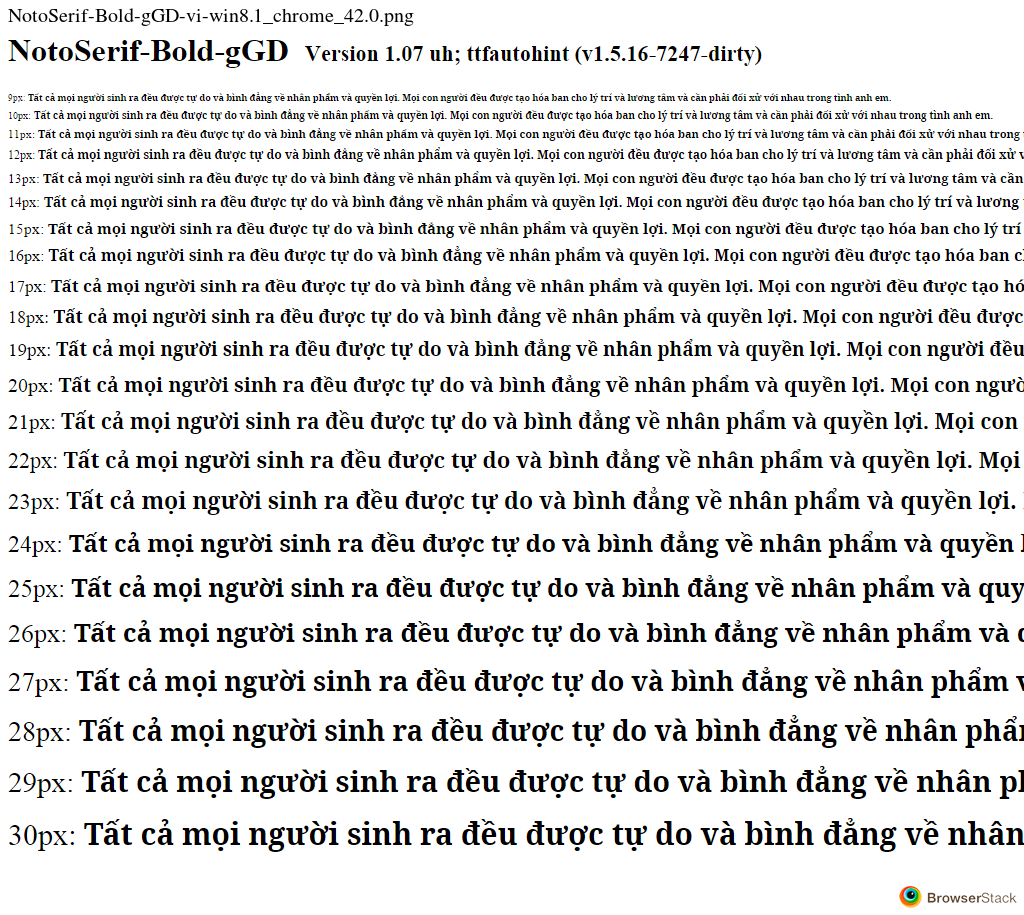 NotoSerif-Bold-gGD-vi-win8.1_chrome_42.0.png
NotoSerif-Bold-gGD Version 1.07 uh; ttfautohint (v1.5.16-7247-dirty)
9px: Tất cả mọi người sinh ra đều được tự do và bình đẳng về nhân phẩm và quyền lợi. Mọi con người đều được tạo hóa ban cho lý trí và lương tâm và cần phải đối xử với nhau trong tình anh em.
10px: Tất cả mọi người sinh ra đều được tự do và bình đẳng về nhân phẩm và quyền lợi. Mọi con người đều được tạo hóa ban cho lý trí và lương tâm và cần phải đối xử với nhau trong tình anh em.
11px: Tất cả mọi người sinh ra đều được tự do và bình đẳng về nhân phẩm và quyền lợi. Mọi con người đều được tạo hóa ban cho lý trí và lương tâm và cần phải đối xử với nhau trong
12px: Tất cả mọi người sinh ra đều được tự do và bình đẳng về nhân phẩm và quyền lợi. Mọi con người đều được tạo hóa ban cho lý trí và lương tâm và cần phải đối xử
13px: Tất cả mọi người sinh ra đều được tự do và bình đẳng về nhân phẩm và quyền lợi. Mọi con người đều được tạo hóa ban cho lý trí và lương tâm và cần
14px: Tất cả mọi người sinh ra đều được tự do và bình đẳng về nhân phẩm và quyền lợi. Mọi con người đều được tạo hóa ban cho lý trí và lương
15px: Tất cả mọi người sinh ra đều được tự do và bình đẳng về nhân phẩm và quyền lợi. Mọi con người đều được tạo hóa ban cho lý trí
16px: Tất cả mọi người sinh ra đều được tự do và bình đẳng về nhân phẩm và quyền lợi. Mọi con người đều được tạo hóa ban
17px: Tất cả mọi người sinh ra đều được tự do và bình đẳng về nhân phẩm và quyền lợi. Mọi con người đều được tạo hó
18px: Tất cả mọi người sinh ra đều được tự do và bình đẳng về nhân phẩm và quyền lợi. Mọi con người đều được
19px: Tất cả mọi người sinh ra đều được tự do và bình đẳng về nhân phẩm và quyền lợi. Mọi con người đều
20px: Tất cả mọi người sinh ra đều được tự do và bình đẳng về nhân phẩm và quyền lợi. Mọi con ngườ
21px: Tất cả mọi người sinh ra đều được tự do và bình đẳng về nhân phẩm và quyền lợi. Mọi con
22px: Tất cả mọi người sinh ra đều được tự do và bình đẳng về nhân phẩm và quyền lợi. Mọi
23px: Tất cả mọi người sinh ra đều được tự do và bình đẳng về nhân phẩm và quyền lợi.
24px: Tất cả mọi người sinh ra đều được tự do và bình đẳng về nhân phẩm và quyền
25px: Tất cả mọi người sinh ra đều được tự do và bình đẳng về nhân phẩm và quy
26px: Tất cả mọi người sinh ra đều được tự do và bình đẳng về nhân phẩm và
27px: Tất cả mọi người sinh ra đều được tự do và bình đẳng về nhân phẩm
28px: Tất cả mọi người sinh ra đều được tự do và bình đẳng về nhân phẩ
29px: Tất cả mọi người sinh ra đều được tự do và bình đẳng về nhân p
30px: Tất cả mọi người sinh ra đều được tự do và bình đẳng về nhân
BrowserStack